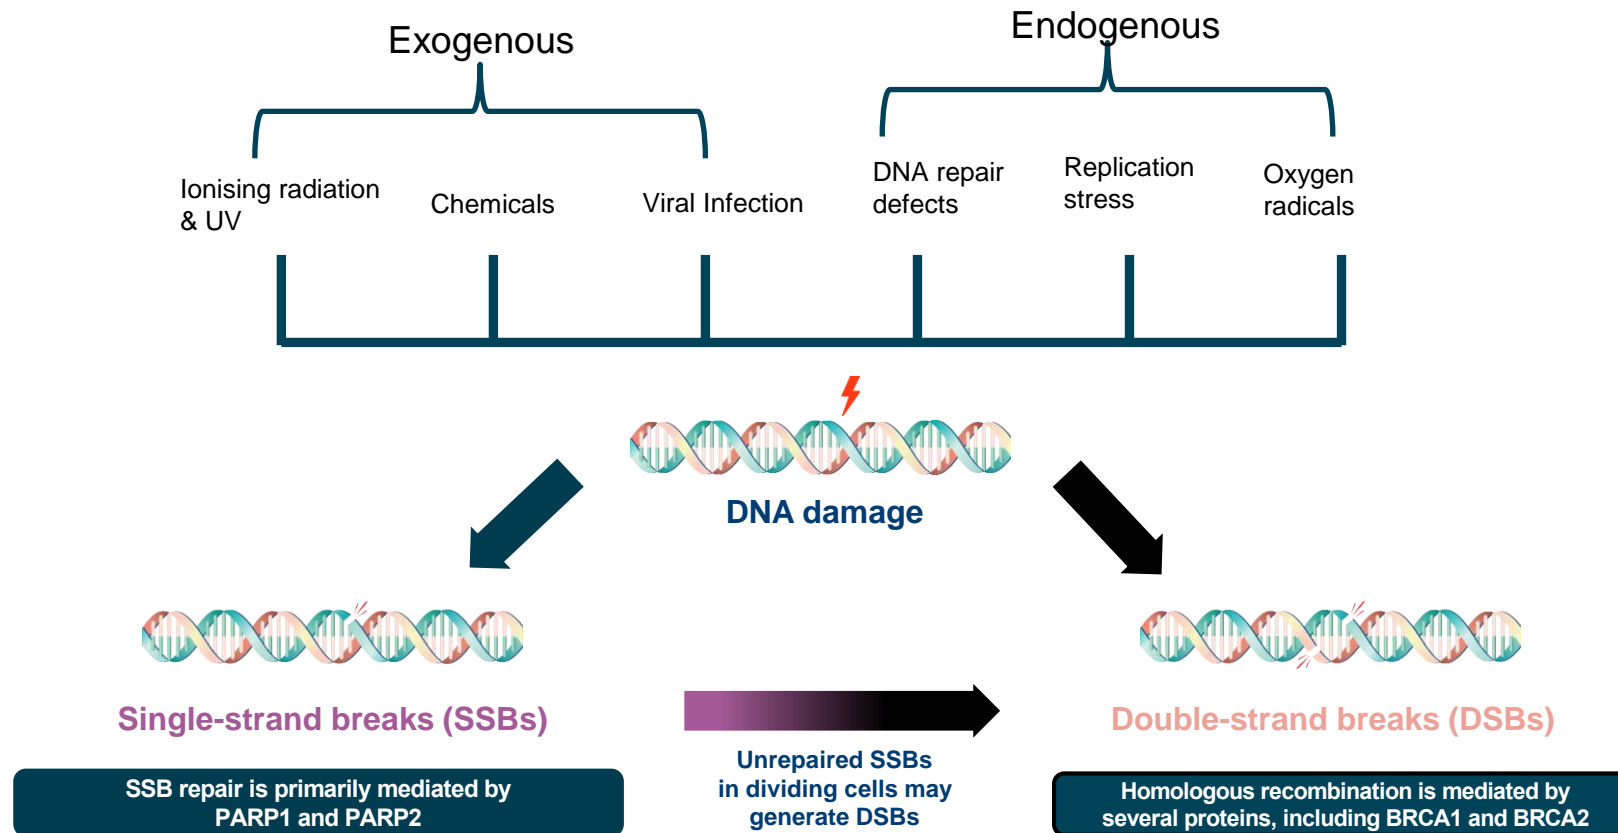 Exogenous
Endogenous
Ionising radiation
& UV
Chemicals
Viral Infection
DNA repair
defects
Replication
stress
Oxygen
radicals
DNA damage
Single-strand breaks (SSBs)
Double-strand breaks (DSBs)
SSB repair is primarily mediated by
PARP1 and PARP2
Unrepaired SSBs
in dividing cells may
generate DSBs
Homologous recombination is mediated by
several proteins, including BRCA1 and BRCA2